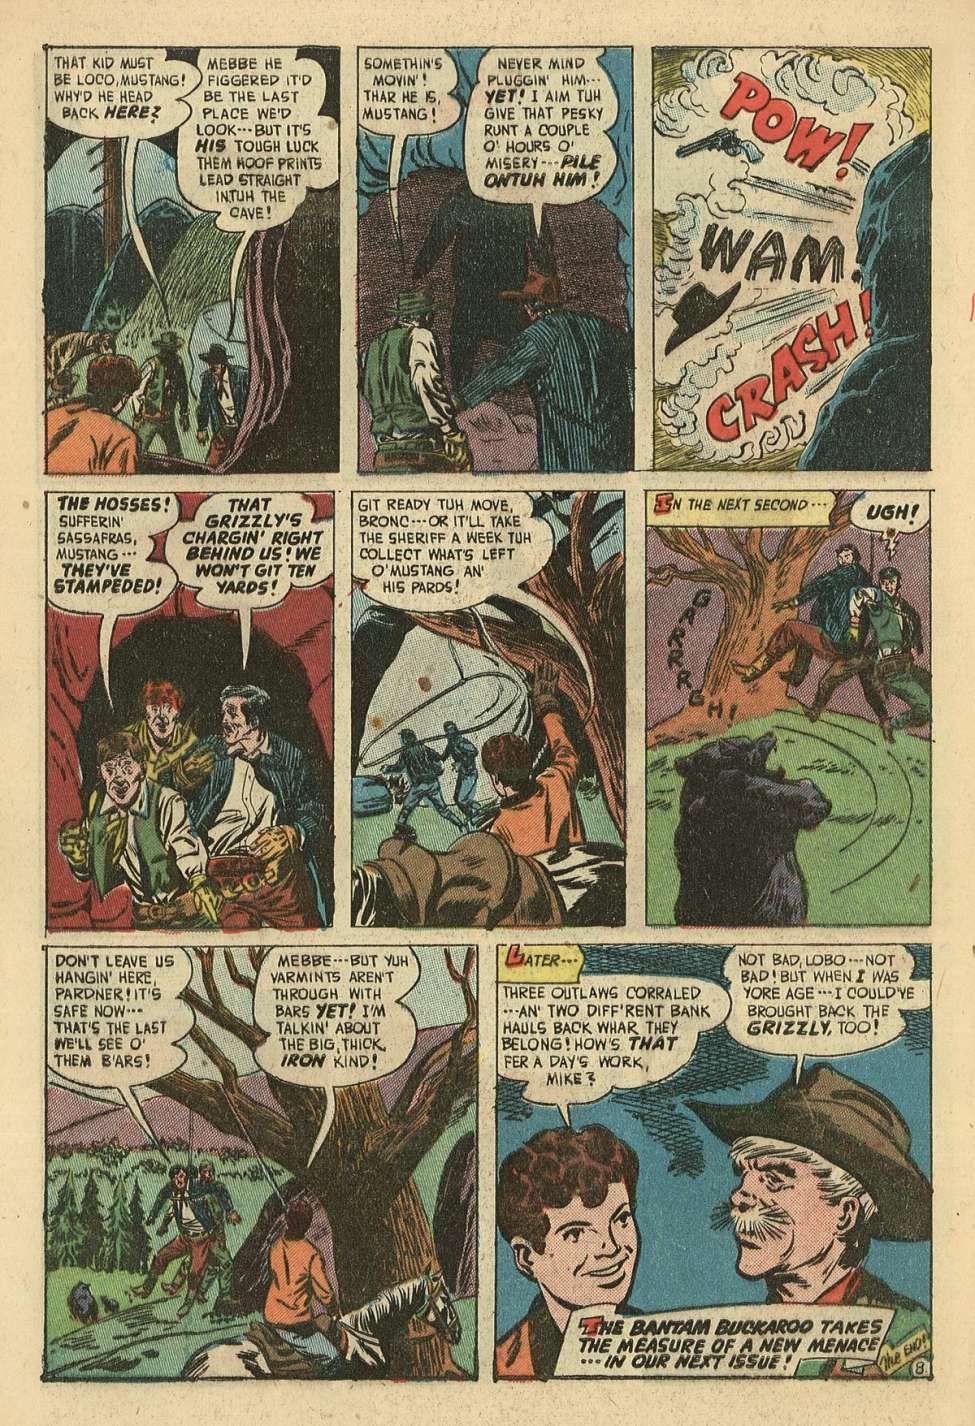 THAT KID MUST
BE LOCO, MUSTANG!
WHY'D HE HEAD
BACK HERE?
MEBBE HE
FIGGERED IT'D
BE THE LAST
PLACE WE'D
LOOK--- BUT IT'S
HIS TOUGH LUCK
THEM HOOF PRINTS
LEAD STRAIGHT
INTUH THE
CAVE!
SOMETHIN'S
MOVIN'!
THAR HE IS,
MUSTANG!
NEVER MIND
PLUGGIN' HIM---
YET! I AIM TUH
GIVE THAT PESKY
RUNT A COUPLE
O' HOURS O'
MISERY--- PILE
ONTUH HIM!
POW!
WAM!
CRASH!
THE HOSSES!
SUFFERIN'
SASSAFRAS,
MUSTANG---
THEY'VE
STAMPEDED!
THAT
GRIZZLY'S
CHARGIN' RIGHT
BEHIND US! WE
WON'T GIT TEN
YARDS!
GIT READY TUH MOVE,
BRONC--- OR IT'LL TAKE
THE SHERIFF A WEEK TUH
COLLECT WHAT'S LEFT
O'MUSTANG AN'
HIS PARDS!
IN THE NEXT SECOND---
UGH!
GARRRRGH!
DON'T LEAVE US
HANGIN' HERE,
PARDNER! IT'S
SAFE NOW---
THAT'S THE LAST
WE'LL SEE O'
THEM B'ARS!
MEBBE--- BUT YUH
VARMINTS AREN'T
THROUGH WITH
BARS YET! I'M
TALKIN' ABOUT
THE BIG, THICK,
IRON KIND!
LATER---
THREE OUTLAWS CORRALED
---AN' TWO DIFF'RENT BANK
HAULS BACK WHAR THEY
BELONG! HOW'S THAT
FER A DAY'S WORK,
MIKE?
NOT BAD, LOBO--- NOT
BAD! BUT WHEN I WAS
YORE AGE--- I COULD'VE
BROUGHT BACK THE
GRIZZLY, TOO!
THE BANTAM BUCKAROO TAKES
THE MEASURE OF A NEW MENACE
--- IN OUR NEXT ISSUE!
THE END!
8